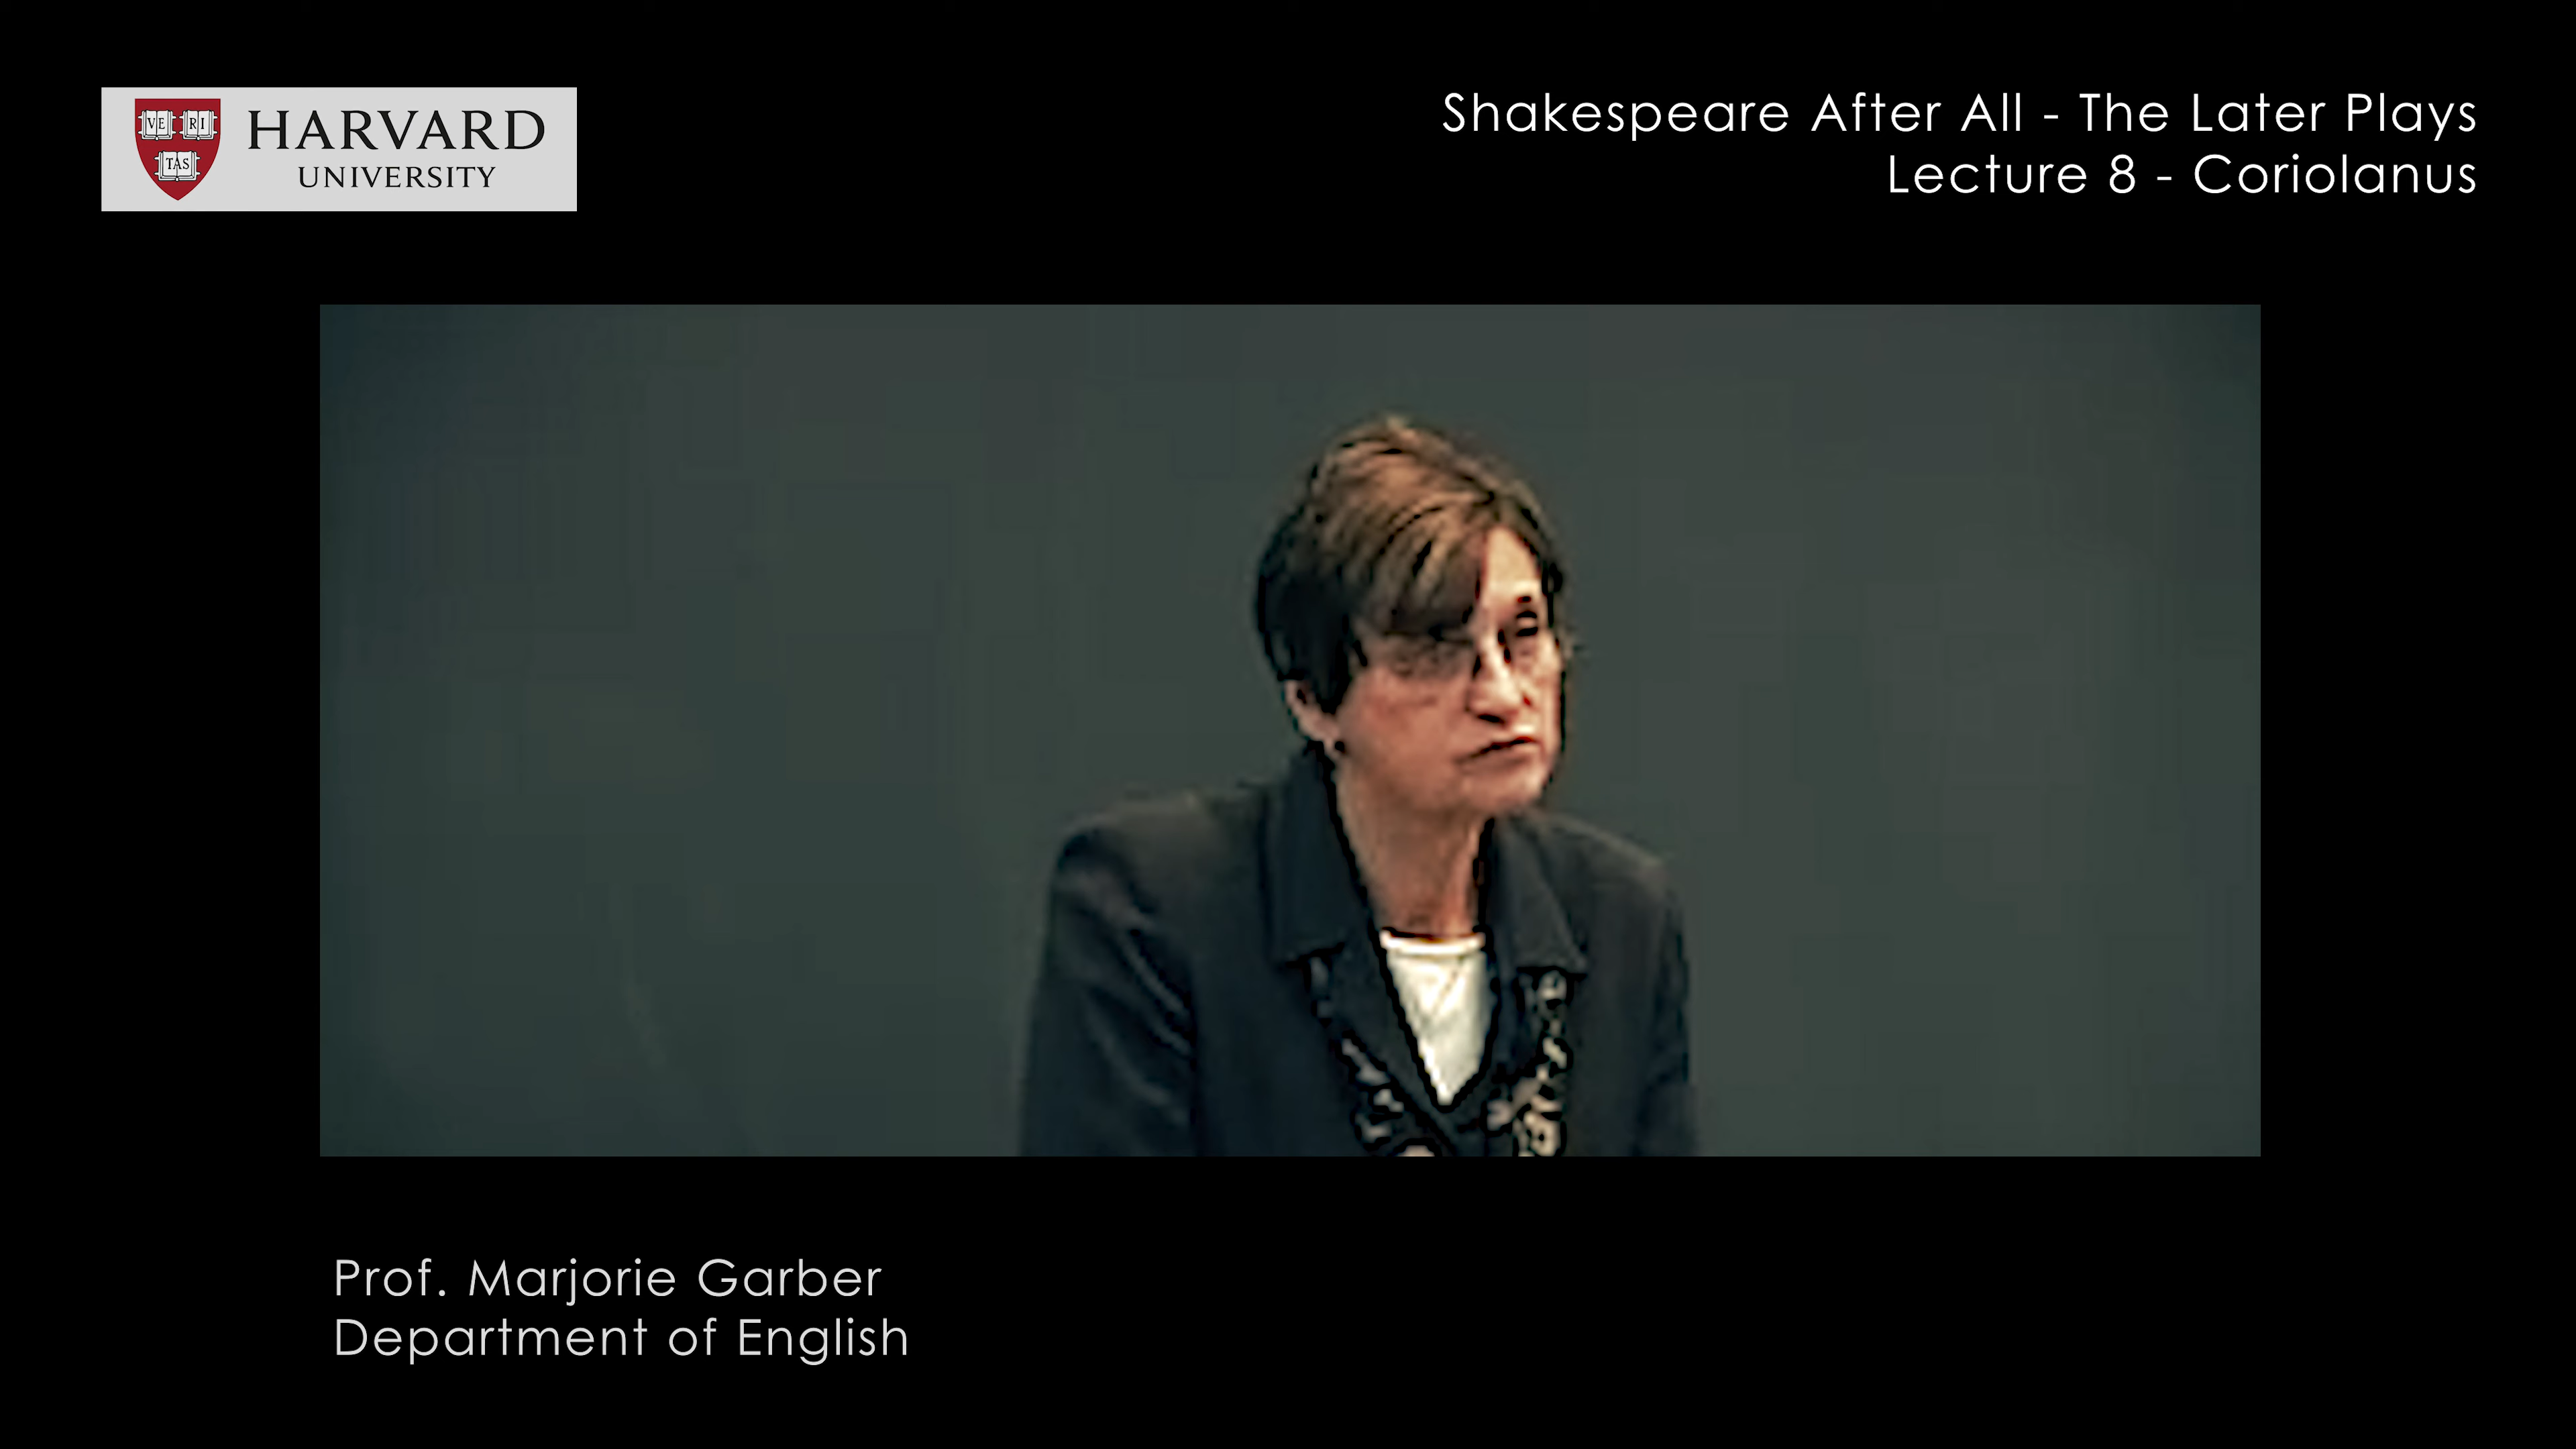 VE RI
TAS
HARVARD
UNIVERSITY
Shakespeare After All - The Later Plays
Lecture 8 - Coriolanus
Prof. Marjorie Garber
Department of English